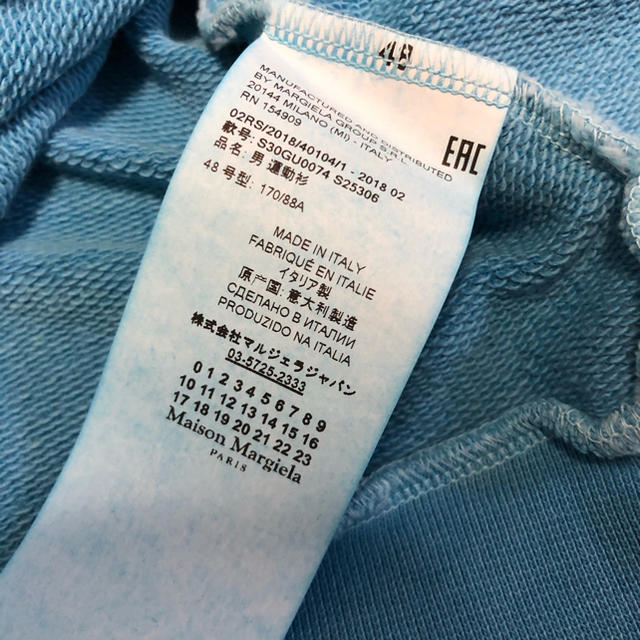 48
MANUFACTURED AND DISTRIBUTED
BY MARGIELA GROUP SRL
20144 MILANO (MI) - ITALY
RN 154909
EAC
02RS/2018/40104/1 - 2018 02
款号: S30GU0074 S25306
品名: 男運動衫
48 号型: 170/88A
MADE IN ITALY
FABRIQUE EN ITALIE
イタリア製
原产国: 意大利製造
СДЕЛАНО В ИТАЛИИ
PRODUZIDO NA ITALIA
株式会社マルジェラジャパン
03-5725-2333
0 1 2 3 4 5 6 7 8 9
10 11 12 13 14 15 16
17 18 19 20 21 22 23
Maison Margiela
PARIS